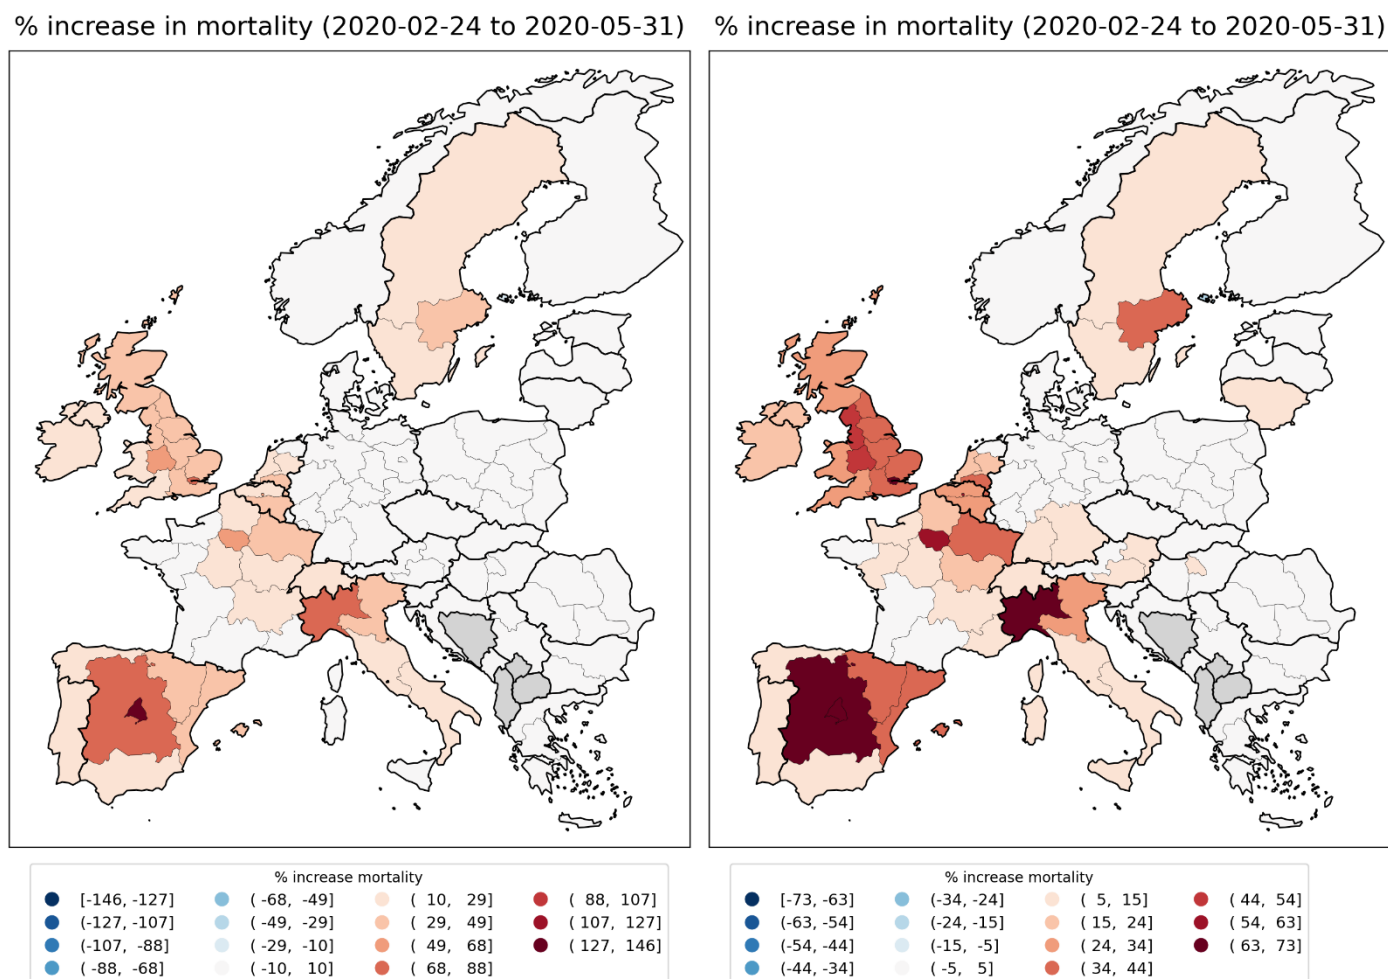 % increase in mortality (2020-02-24 to 2020-05-31)
% increase in mortality (2020-02-24 to 2020-05-31)
% increase mortality
[-146, -127] ( -68, -49] ( 10, 29] ( 88, 107]
(-127, -107] ( -49, -29] ( 29, 49] (107, 127]
(-107, -88] ( -29, -10] ( 49, 68] (127, 146]
( -88, -68] ( -10, 10] ( 68, 88]
% increase mortality
[-73, -63] (-34, -24] ( 5, 15] ( 44, 54]
(-63, -54] (-24, -15] ( 15, 24] ( 54, 63]
(-54, -44] (-15, -5] ( 24, 34] ( 63, 73]
(-44, -34] ( -5, 5] ( 34, 44]